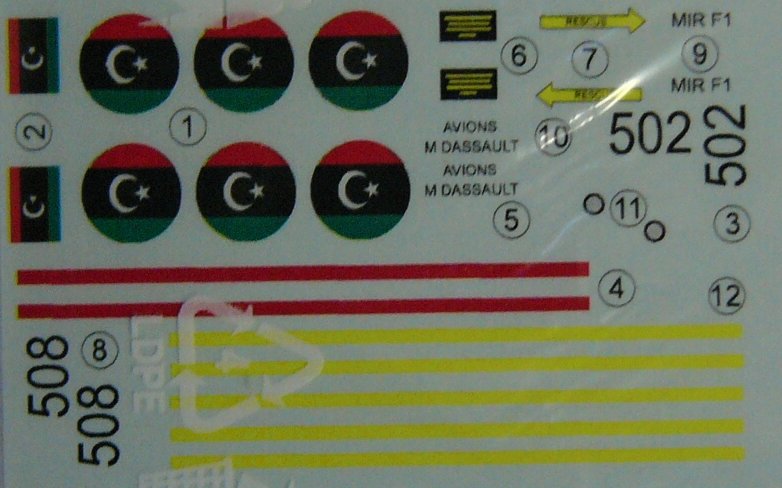 6
RESCUE
7
MIR F1
9
RESCUE
MIR F1
2
1
AVIONS
M DASSAULT
10
502
502
AVIONS
M DASSAULT
5
11
3
4
12
508
8
508
LDPE